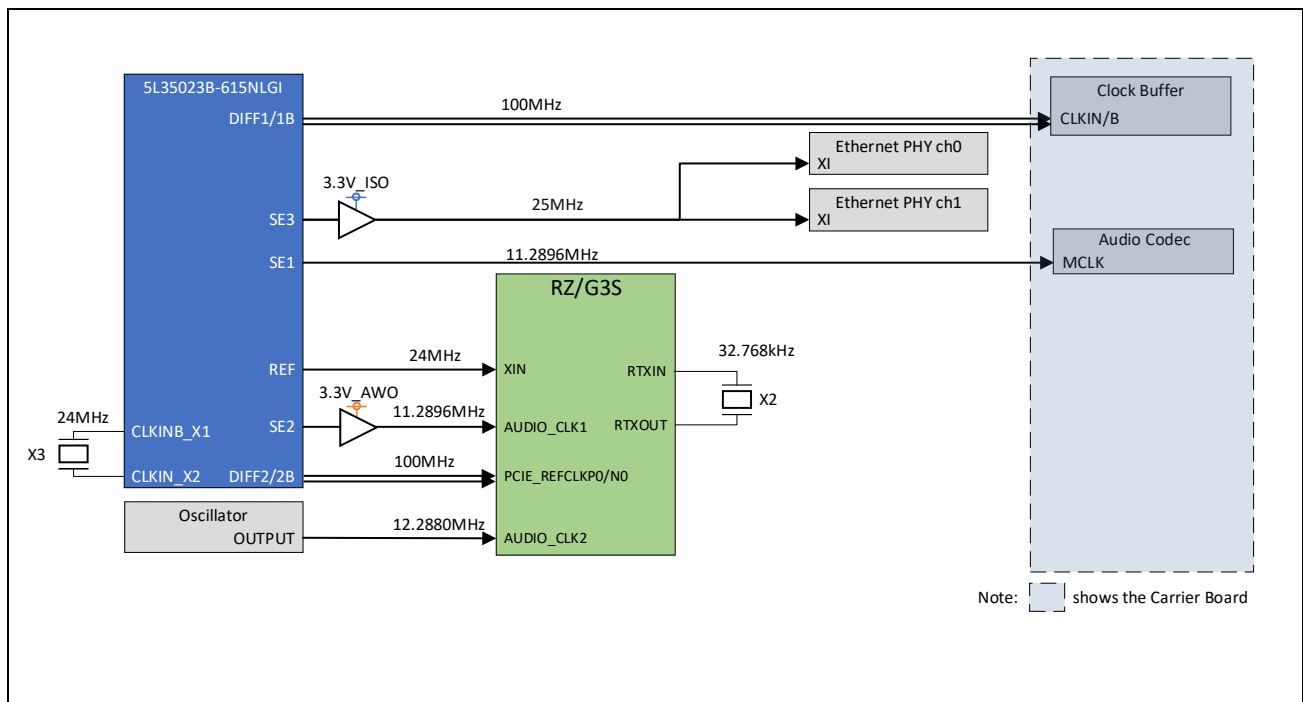 5L35023B-615NLGI
DIFF1/1B
100MHz
Clock Buffer
CLKIN/B
Ethernet PHY ch0
XI
3.3V_ISO
SE3
25MHz
Ethernet PHY ch1
XI
SE1
11.2896MHz
Audio Codec
MCLK
RZ/G3S
REF
24MHz
XIN
RTXIN
32.768kHz
X2
3.3V_AWO
SE2
11.2896MHz
AUDIO_CLK1
RTXOUT
24MHz
X3
CLKINB_X1
CLKIN_X2
DIFF2/2B
100MHz
PCIE_REFCLKP0/N0
Oscillator
OUTPUT
12.2880MHz
AUDIO_CLK2
Note: shows the Carrier Board